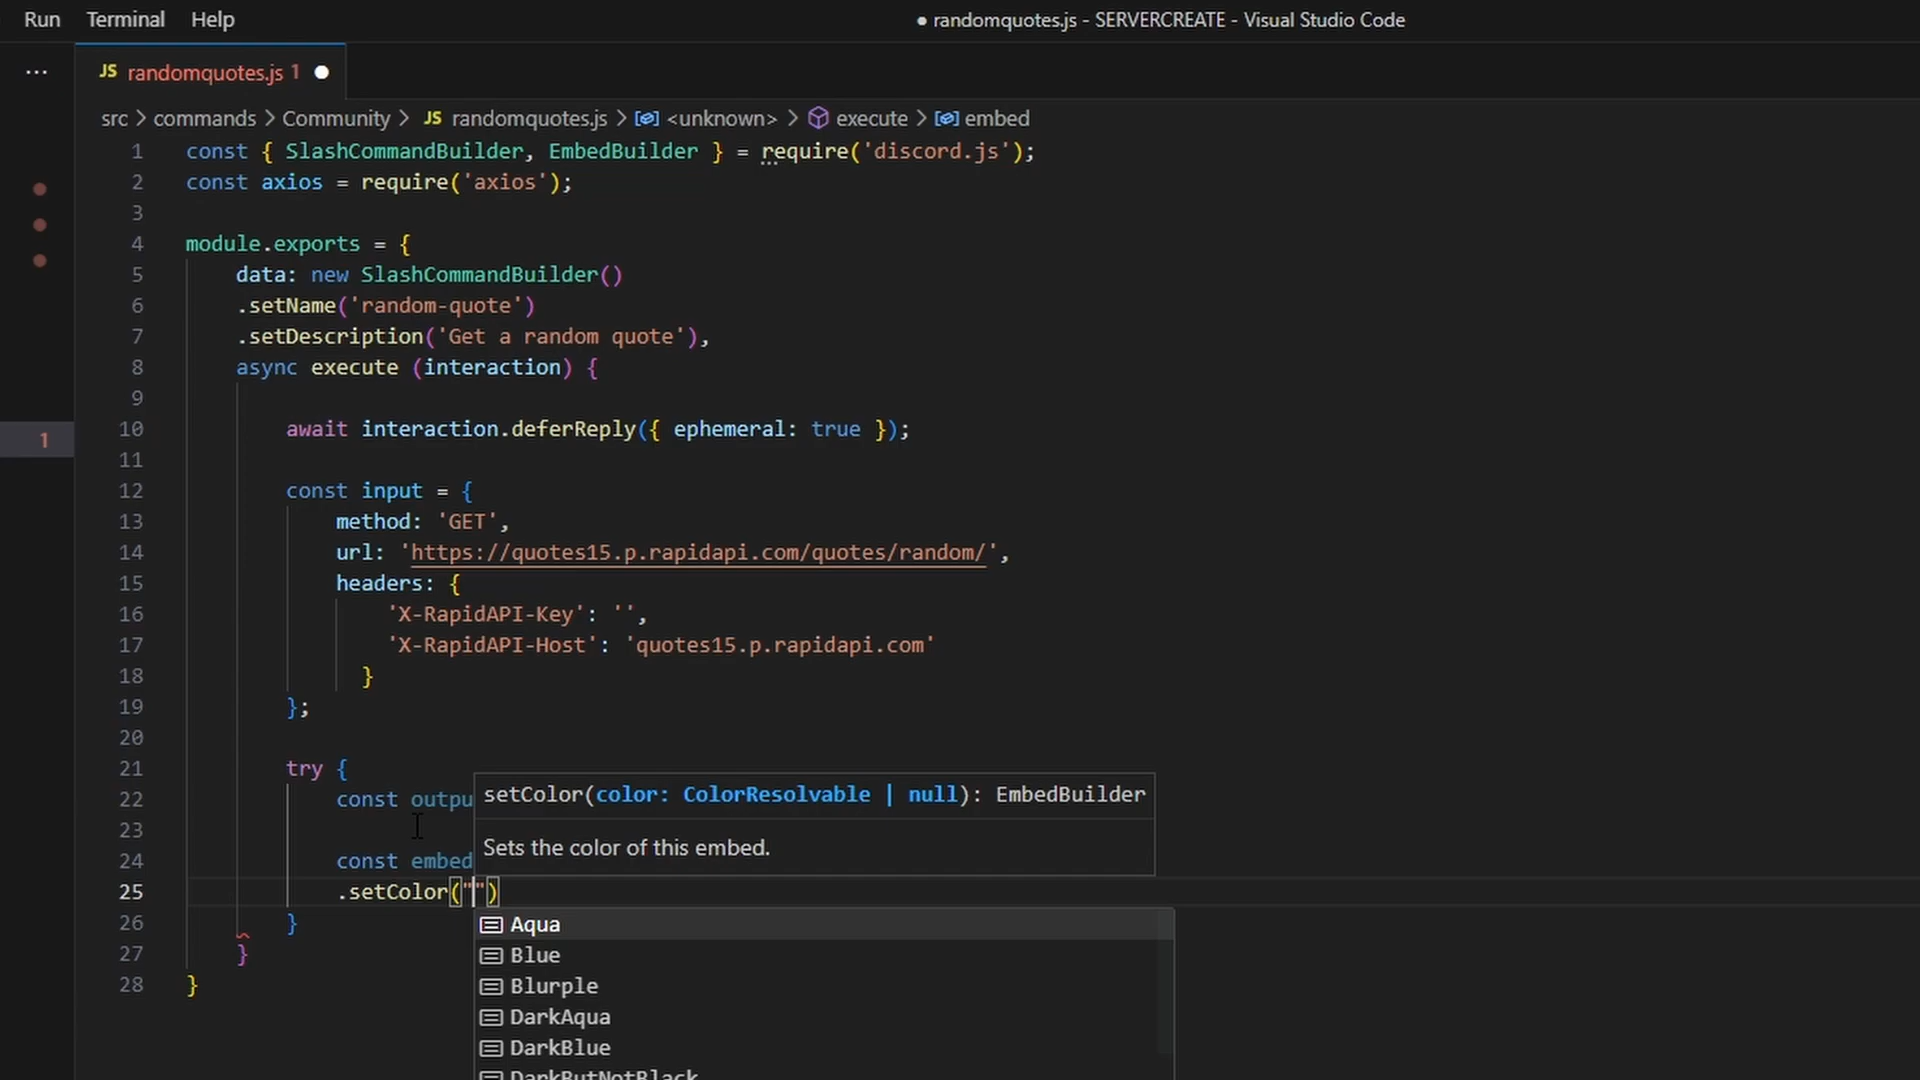 Run Terminal Help
● randomquotes.js - SERVERCREATE - Visual Studio Code
... JS randomquotes.js 1 ●
src > commands > Community > JS randomquotes.js > <unknown> > execute > embed
1 const { SlashCommandBuilder, EmbedBuilder } = require('discord.js');
2 const axios = require('axios');
3
4 module.exports = {
5 data: new SlashCommandBuilder()
6 .setName('random-quote')
7 .setDescription('Get a random quote'),
8 async execute (interaction) {
9
1 10 await interaction.deferReply({ ephemeral: true });
11
12 const input = {
13 method: 'GET',
14 url: 'https://quotes15.p.rapidapi.com/quotes/random/',
15 headers: {
16 'X-RapidAPI-Key': '',
17 'X-RapidAPI-Host': 'quotes15.p.rapidapi.com'
18 }
19 };
20
21 try {
22 const outpu
setColor(color: ColorResolvable | null): EmbedBuilder
23
Sets the color of this embed.
24 const embed
25 .setColor("")
26 }
Aqua
27 }
Blue
28 }
Blurple
DarkAqua
DarkBlue
DarkButNotBlack